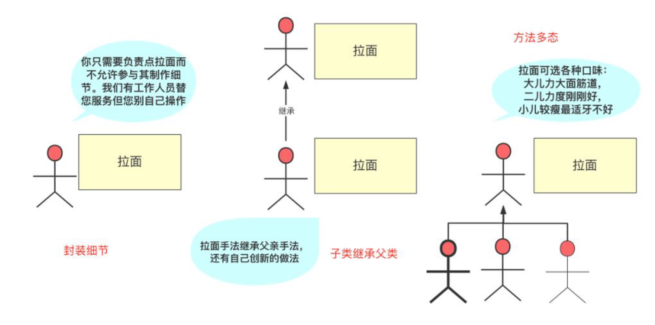 你只需要负责点拉面而
不允许参与其制作细
节。我们有工作人员替
您服务但您别自己操作
拉面
封装细节
拉面
继承
拉面
拉面手法继承父亲手法，
还有自己创新的做法
子类继承父类
方法多态
拉面可选各种口味：
大儿力大面筋道，
二儿力度刚刚好，
小儿较瘦最适牙不好
拉面